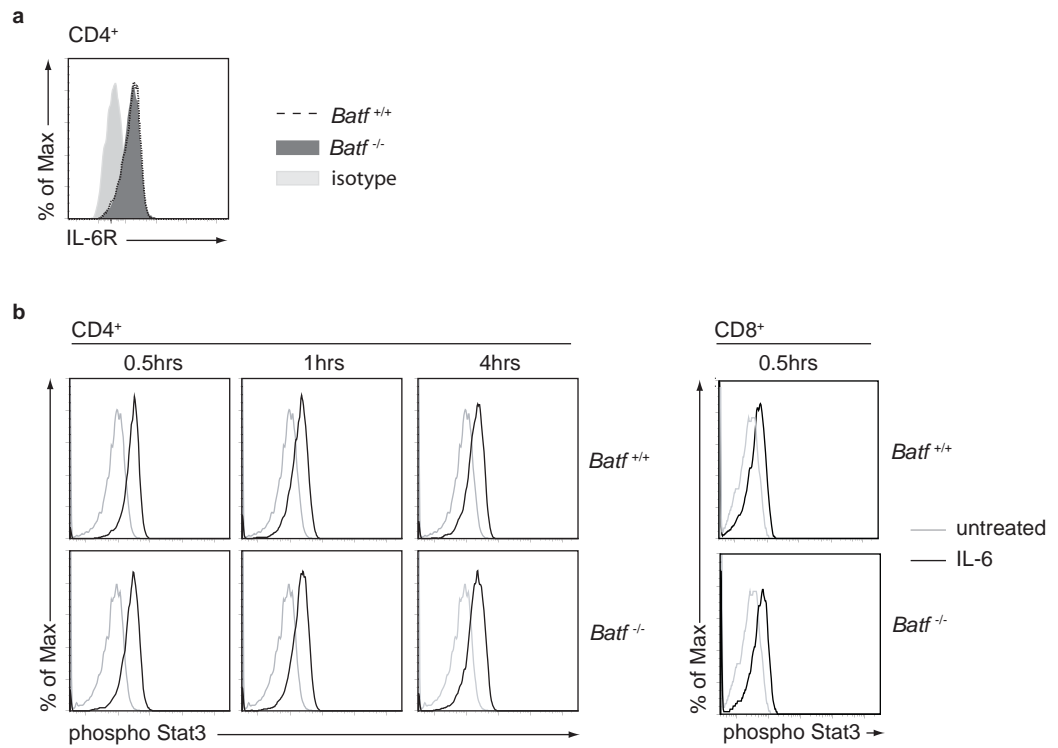 a
CD4⁺
% of Max
IL-6R
Batf ⁺/⁺
Batf ⁻/⁻
isotype
b
CD4⁺
0.5hrs 1hrs 4hrs
Batf ⁺/⁺
Batf ⁻/⁻
% of Max
phospho Stat3
CD8⁺
0.5hrs
Batf ⁺/⁺
Batf ⁻/⁻
% of Max
phospho Stat3
untreated
IL-6